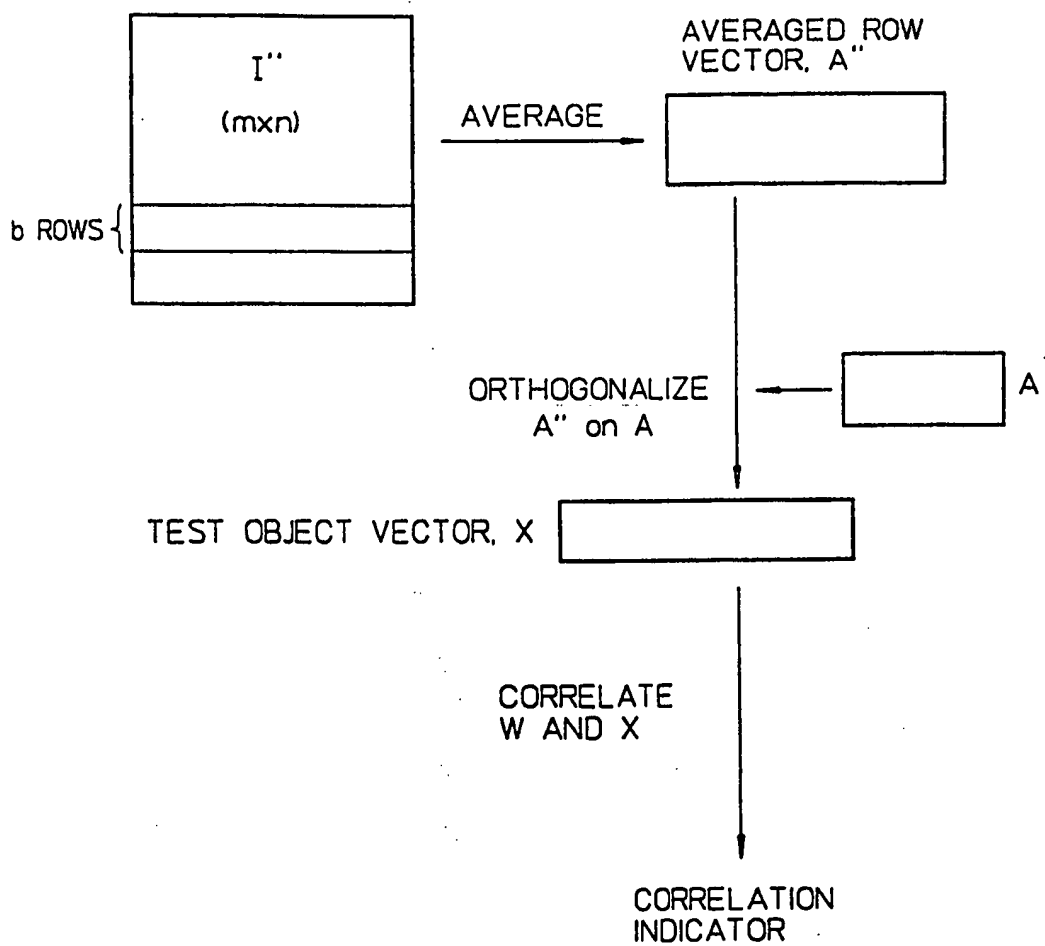 I''
(mxn)
b ROWS
AVERAGE
AVERAGED ROW
VECTOR, A''
ORTHOGONALIZE
A'' on A
A
TEST OBJECT VECTOR, X
CORRELATE
W AND X
CORRELATION
INDICATOR